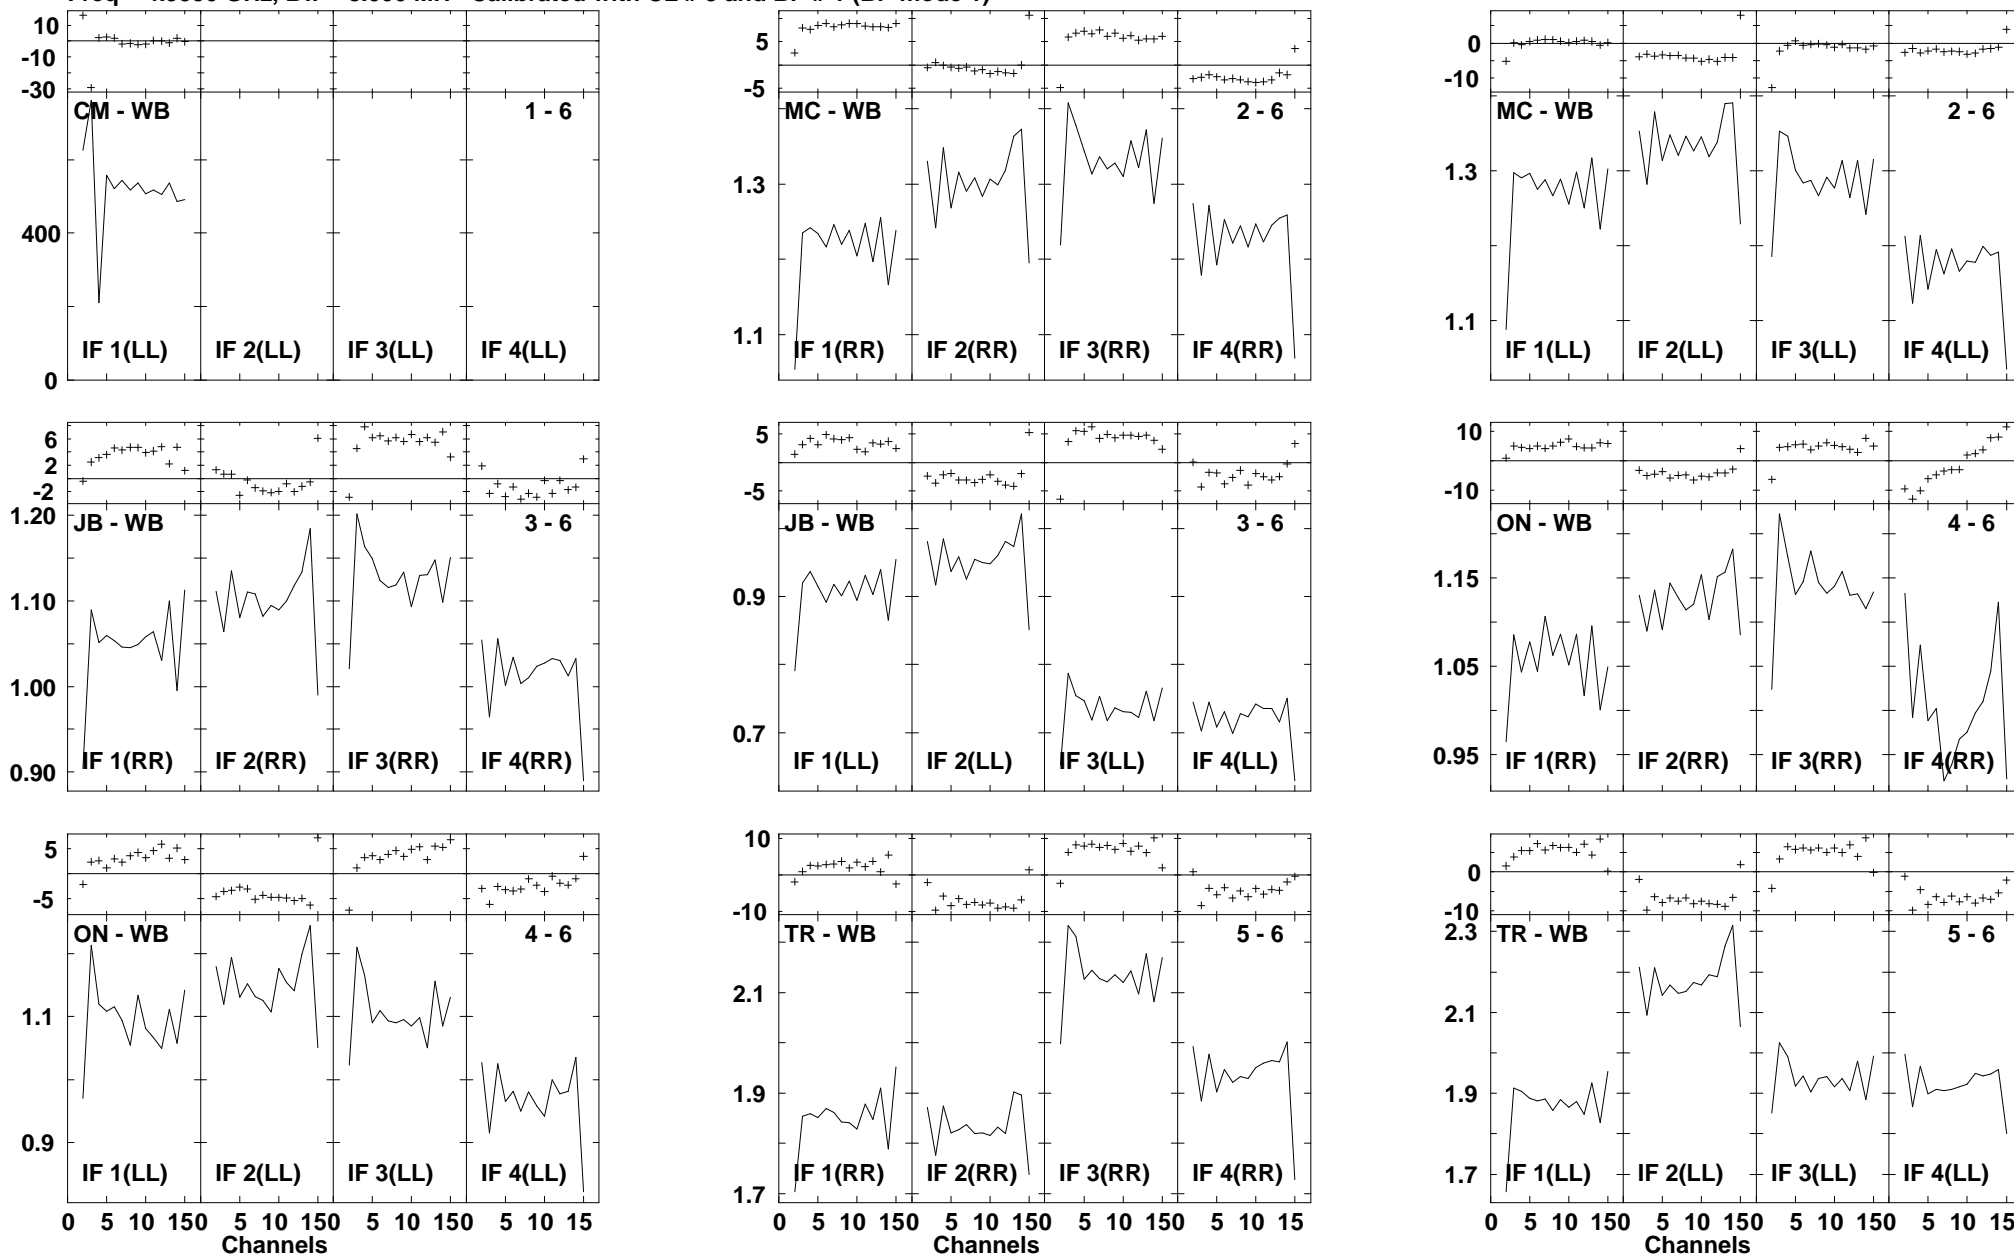 10
-10
-30
CM - WB
1 - 6
400
0
IF 1(LL)
IF 2(LL)
IF 3(LL)
IF 4(LL)
5
-5
MC - WB
2 - 6
1.3
1.1
IF 1(RR)
IF 2(RR)
IF 3(RR)
IF 4(RR)
0
-10
MC - WB
2 - 6
1.3
1.1
IF 1(LL)
IF 2(LL)
IF 3(LL)
IF 4(LL)
6
2
-2
JB - WB
3 - 6
1.20
1.10
1.00
0.90
IF 1(RR)
IF 2(RR)
IF 3(RR)
IF 4(RR)
5
-5
JB - WB
3 - 6
0.9
0.7
IF 1(LL)
IF 2(LL)
IF 3(LL)
IF 4(LL)
10
-10
ON - WB
4 - 6
1.15
1.05
0.95
IF 1(RR)
IF 2(RR)
IF 3(RR)
IF 4(RR)
5
-5
ON - WB
4 - 6
1.1
0.9
IF 1(LL)
IF 2(LL)
IF 3(LL)
IF 4(LL)
0 5 10 150 5 10 150 5 10 150 5 10 15
Channels
10
-10
TR - WB
5 - 6
2.1
1.9
1.7
IF 1(RR)
IF 2(RR)
IF 3(RR)
IF 4(RR)
0 5 10 150 5 10 150 5 10 150 5 10 15
Channels
0
-10
TR - WB
5 - 6
2.3
2.1
1.9
1.7
IF 1(LL)
IF 2(LL)
IF 3(LL)
IF 4(LL)
0 5 10 150 5 10 150 5 10 150 5 10 15
Channels